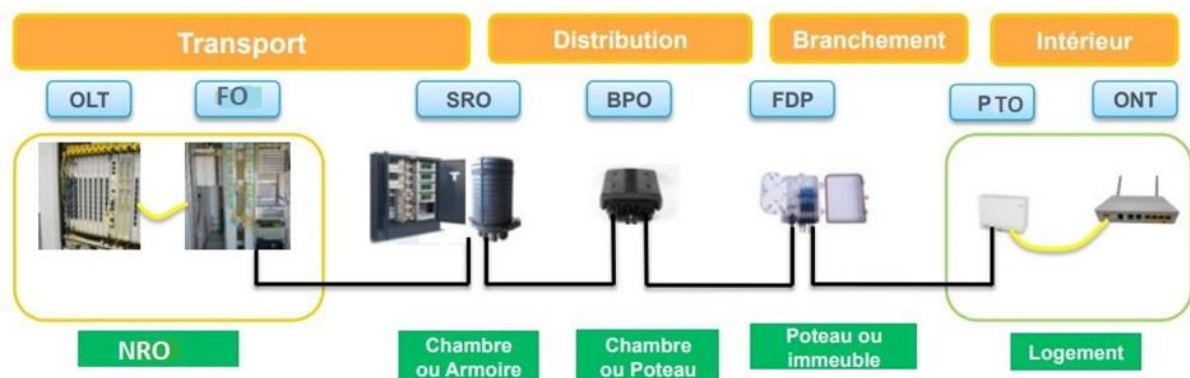 Transport
Distribution
Branchement
Intérieur
OLT
FO
SRO
BPO
FDP
P TO
ONT
NRO
Chambre
ou Armoire
Chambre
ou Poteau
Poteau ou
immeuble
Logement